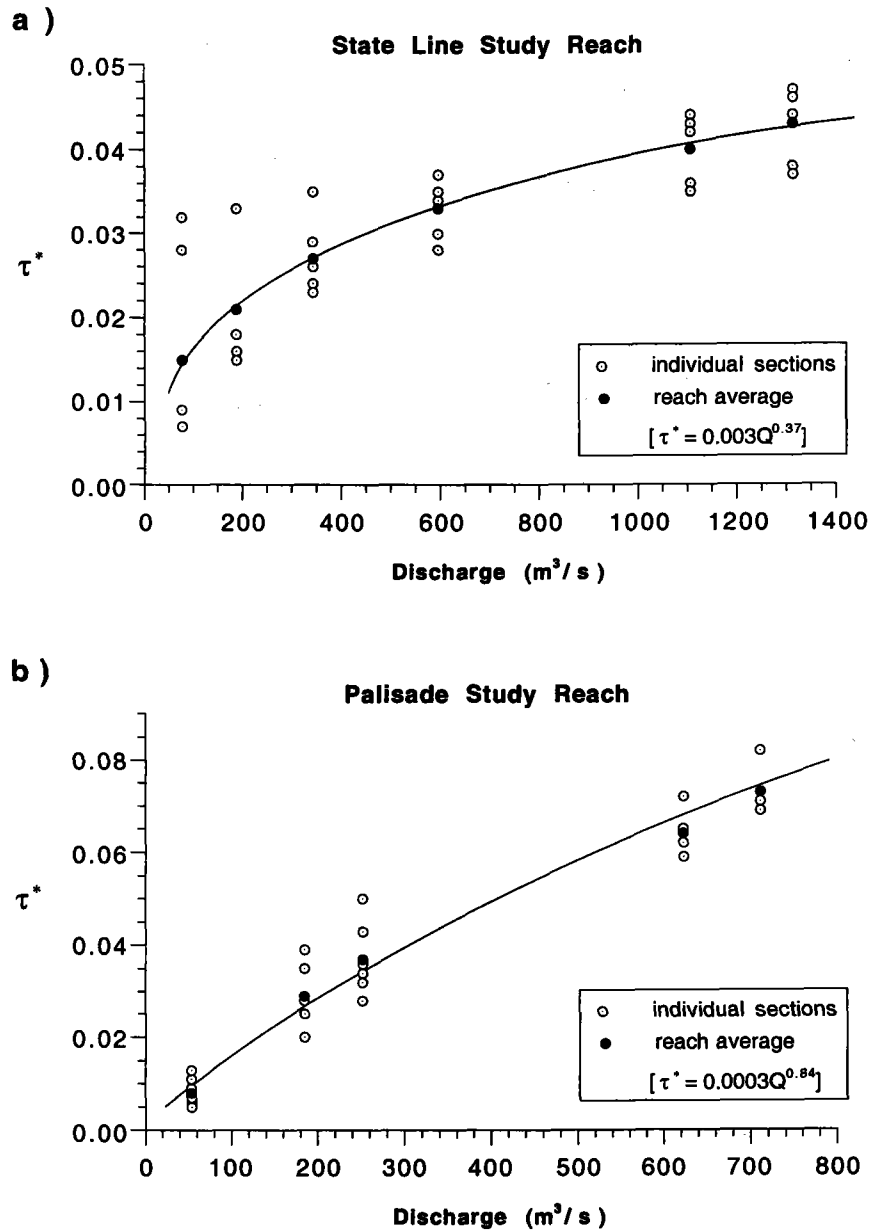 a )
State Line Study Reach
0.05
0.04
0.03
0.02
0.01
0.00
τ*
0 200 400 600 800 1000 1200 1400
Discharge (m³/ s )
individual sections
reach average
[ τ* = 0.003Q^0.37 ]
b )
Palisade Study Reach
0.08
0.06
0.04
0.02
0.00
τ*
0 100 200 300 400 500 600 700 800
Discharge (m³/ s )
individual sections
reach average
[ τ* = 0.0003Q^0.84 ]